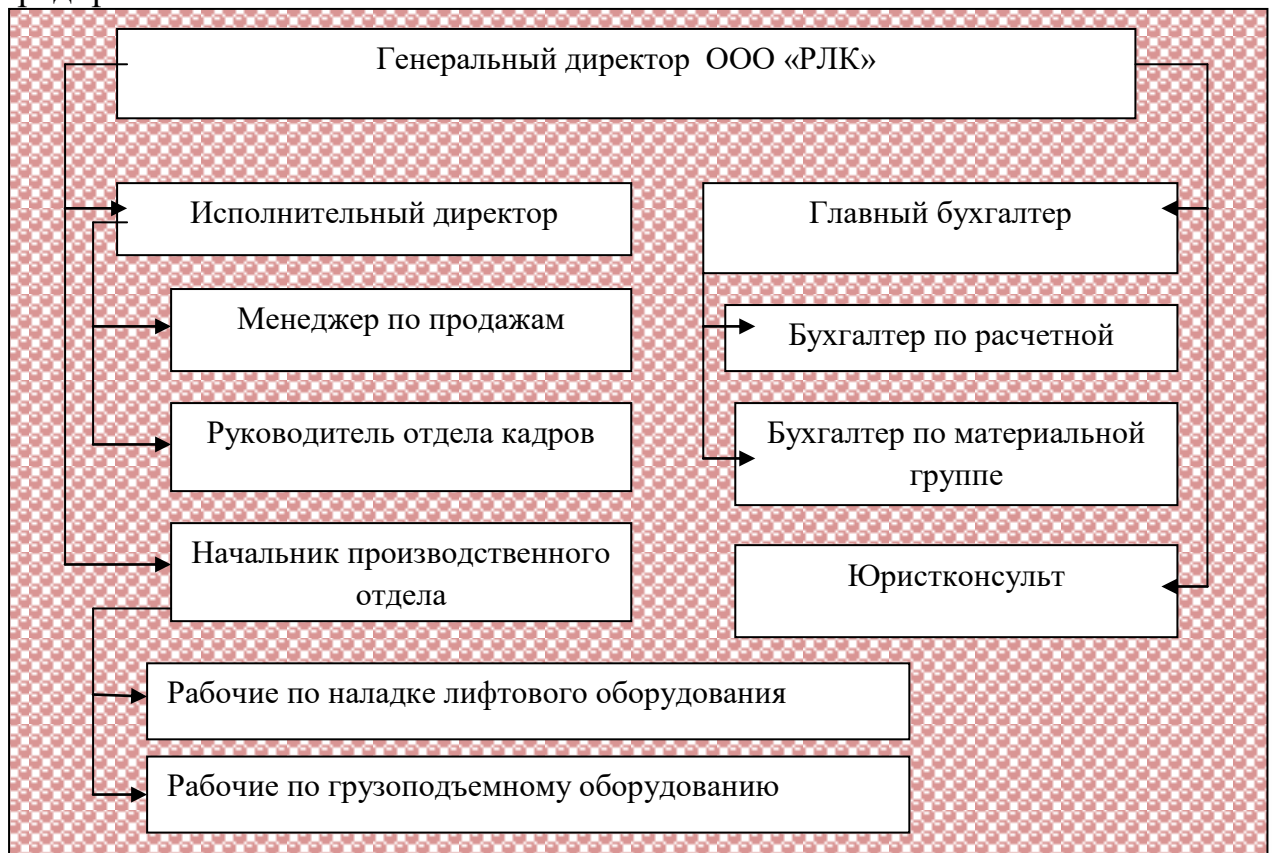 Генеральный директор ООО «РЛК»
Исполнительный директор
Главный бухгалтер
Менеджер по продажам
Бухгалтер по расчетной
Руководитель отдела кадров
Бухгалтер по материальной
группе
Начальник производственного
отдела
Юристконсульт
Рабочие по наладке лифтового оборудования
Рабочие по грузоподъемному оборудованию